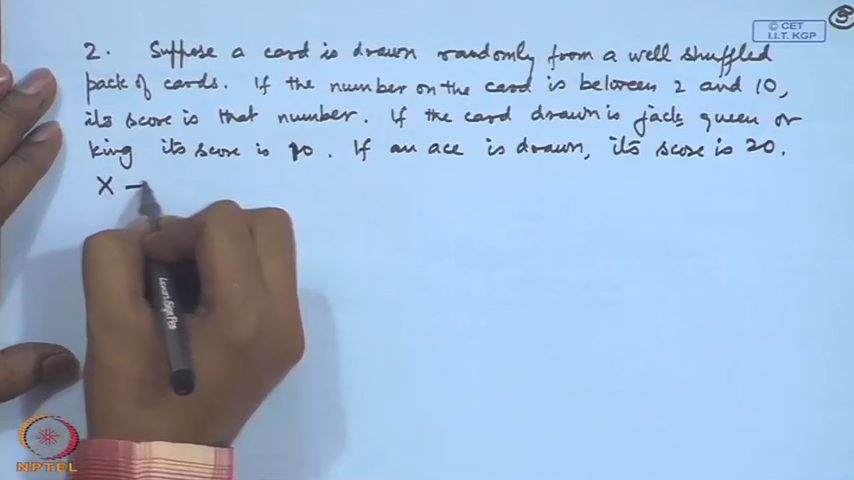 © CET
I.I.T. KGP
5
2. Suppose a card is drawn randomly from a well shuffled
pack of cards. If the number on the card is between 2 and 10,
its score is that number. If the card drawn is jack, queen or
king its score is 10. If an ace is drawn, its score is 20.
X –
NPTEL